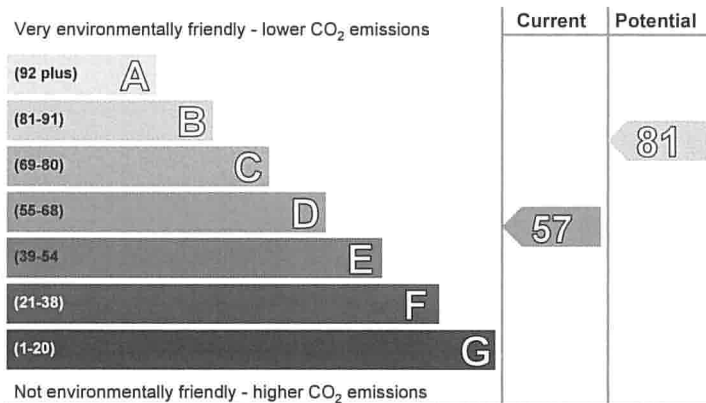 Very environmentally friendly - lower CO₂ emissions
Current
Potential
(92 plus) A
(81-91) B
81
(69-80) C
(55-68) D
57
(39-54 E
(21-38) F
(1-20) G
Not environmentally friendly - higher CO₂ emissions